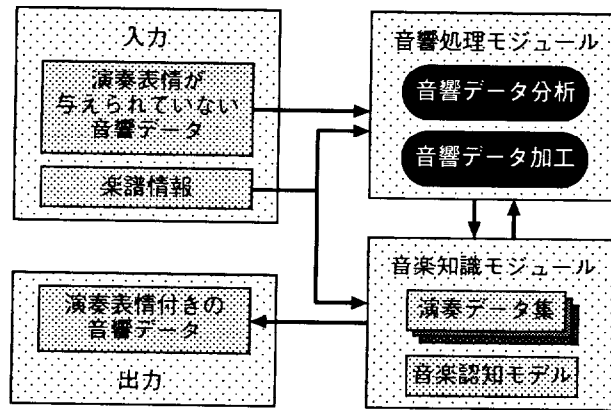 入力
演奏表情が
与えられていない
音響データ
楽譜情報
音響処理モジュール
音響データ分析
音響データ加工
音楽知識モジュール
演奏データ集
音楽認知モデル
演奏表情付きの
音響データ
出力